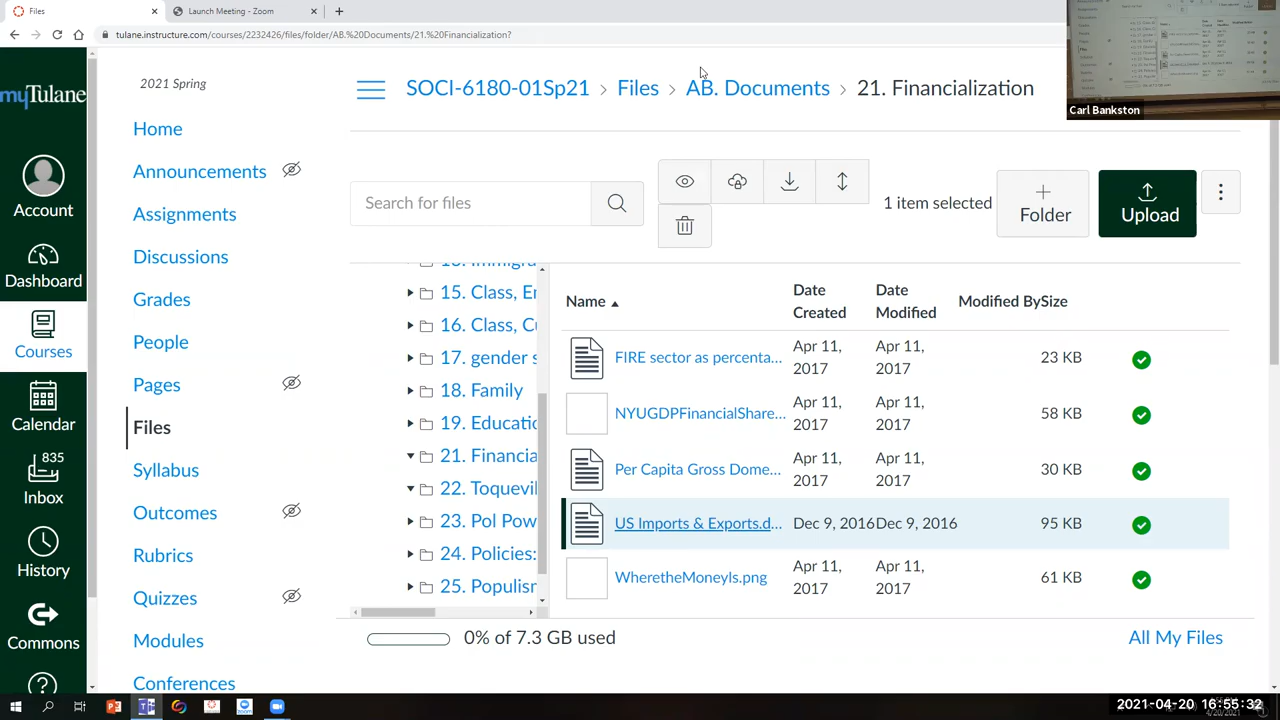 Files
Launch Meeting - Zoom
tulane.instructure.com/courses/2232426/files/folder/AB.%20Documents/21.%20Financialization?
Carl Bankston
myTulane
Account
Dashboard
Courses
Calendar
835
Inbox
History
Commons
2021 Spring
Home
Announcements
Assignments
Discussions
Grades
People
Pages
Files
Syllabus
Outcomes
Rubrics
Quizzes
Modules
Conferences
SOCI-6180-01Sp21 > Files > AB. Documents > 21. Financialization
Search for files
1 item selected
+ Folder
Upload
15. Class, Er
16. Class, Cu
17. gender s
18. Family
19. Educatio
21. Financia
22. Toquevil
23. Pol Pow
24. Policies:
25. Populism
Name
Date Created
Date Modified
Modified By
Size
FIRE sector as percenta... Apr 11, 2017 Apr 11, 2017 23 KB
NYUGDPFinancialShare... Apr 11, 2017 Apr 11, 2017 58 KB
Per Capita Gross Dome... Apr 11, 2017 Apr 11, 2017 30 KB
US Imports & Exports.d... Dec 9, 2016 Dec 9, 2016 95 KB
WheretheMoneyIs.png Apr 11, 2017 Apr 11, 2017 61 KB
0% of 7.3 GB used
All My Files
2021-04-20 16:55:32